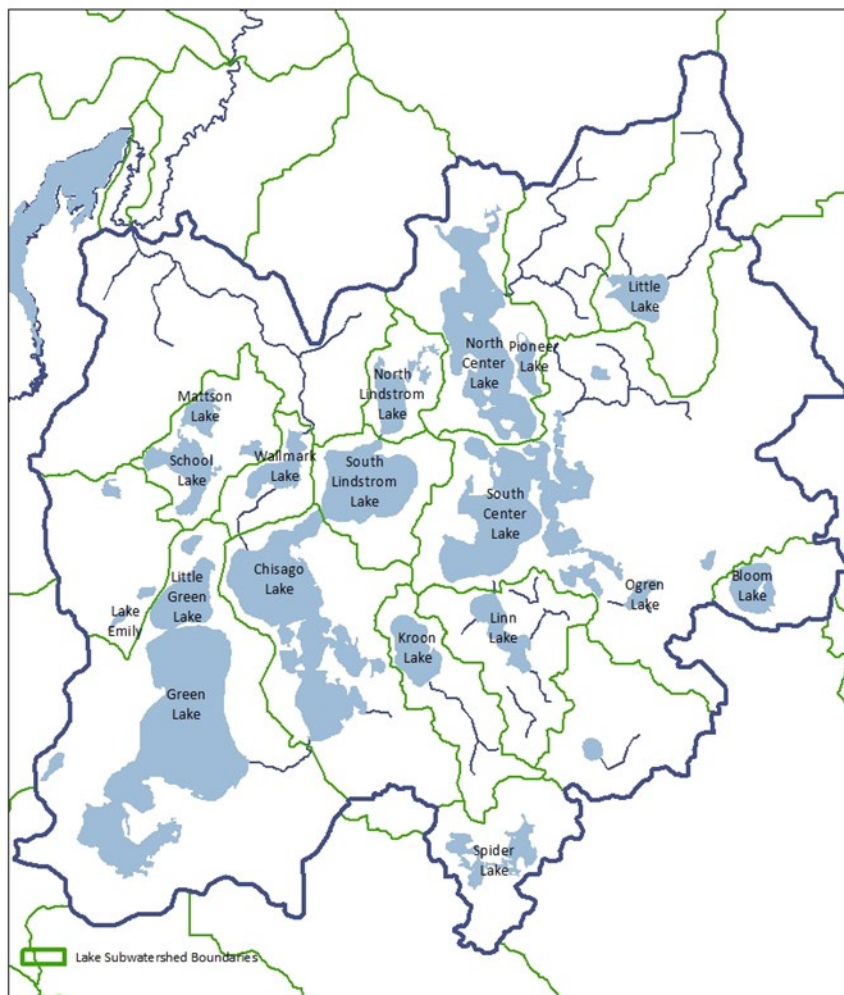 Little
Lake
North
Center
Lake
Pioneer
Lake
North
Lindstrom
Lake
Mattson
Lake
School
Lake
Wallmark
Lake
South
Lindstrom
Lake
South
Center
Lake
Chisago
Lake
Little
Green
Lake
Lake
Emily
Ogren
Lake
Bloom
Lake
Linn
Lake
Kroon
Lake
Green
Lake
Spider
Lake
Lake Subwatershed Boundaries